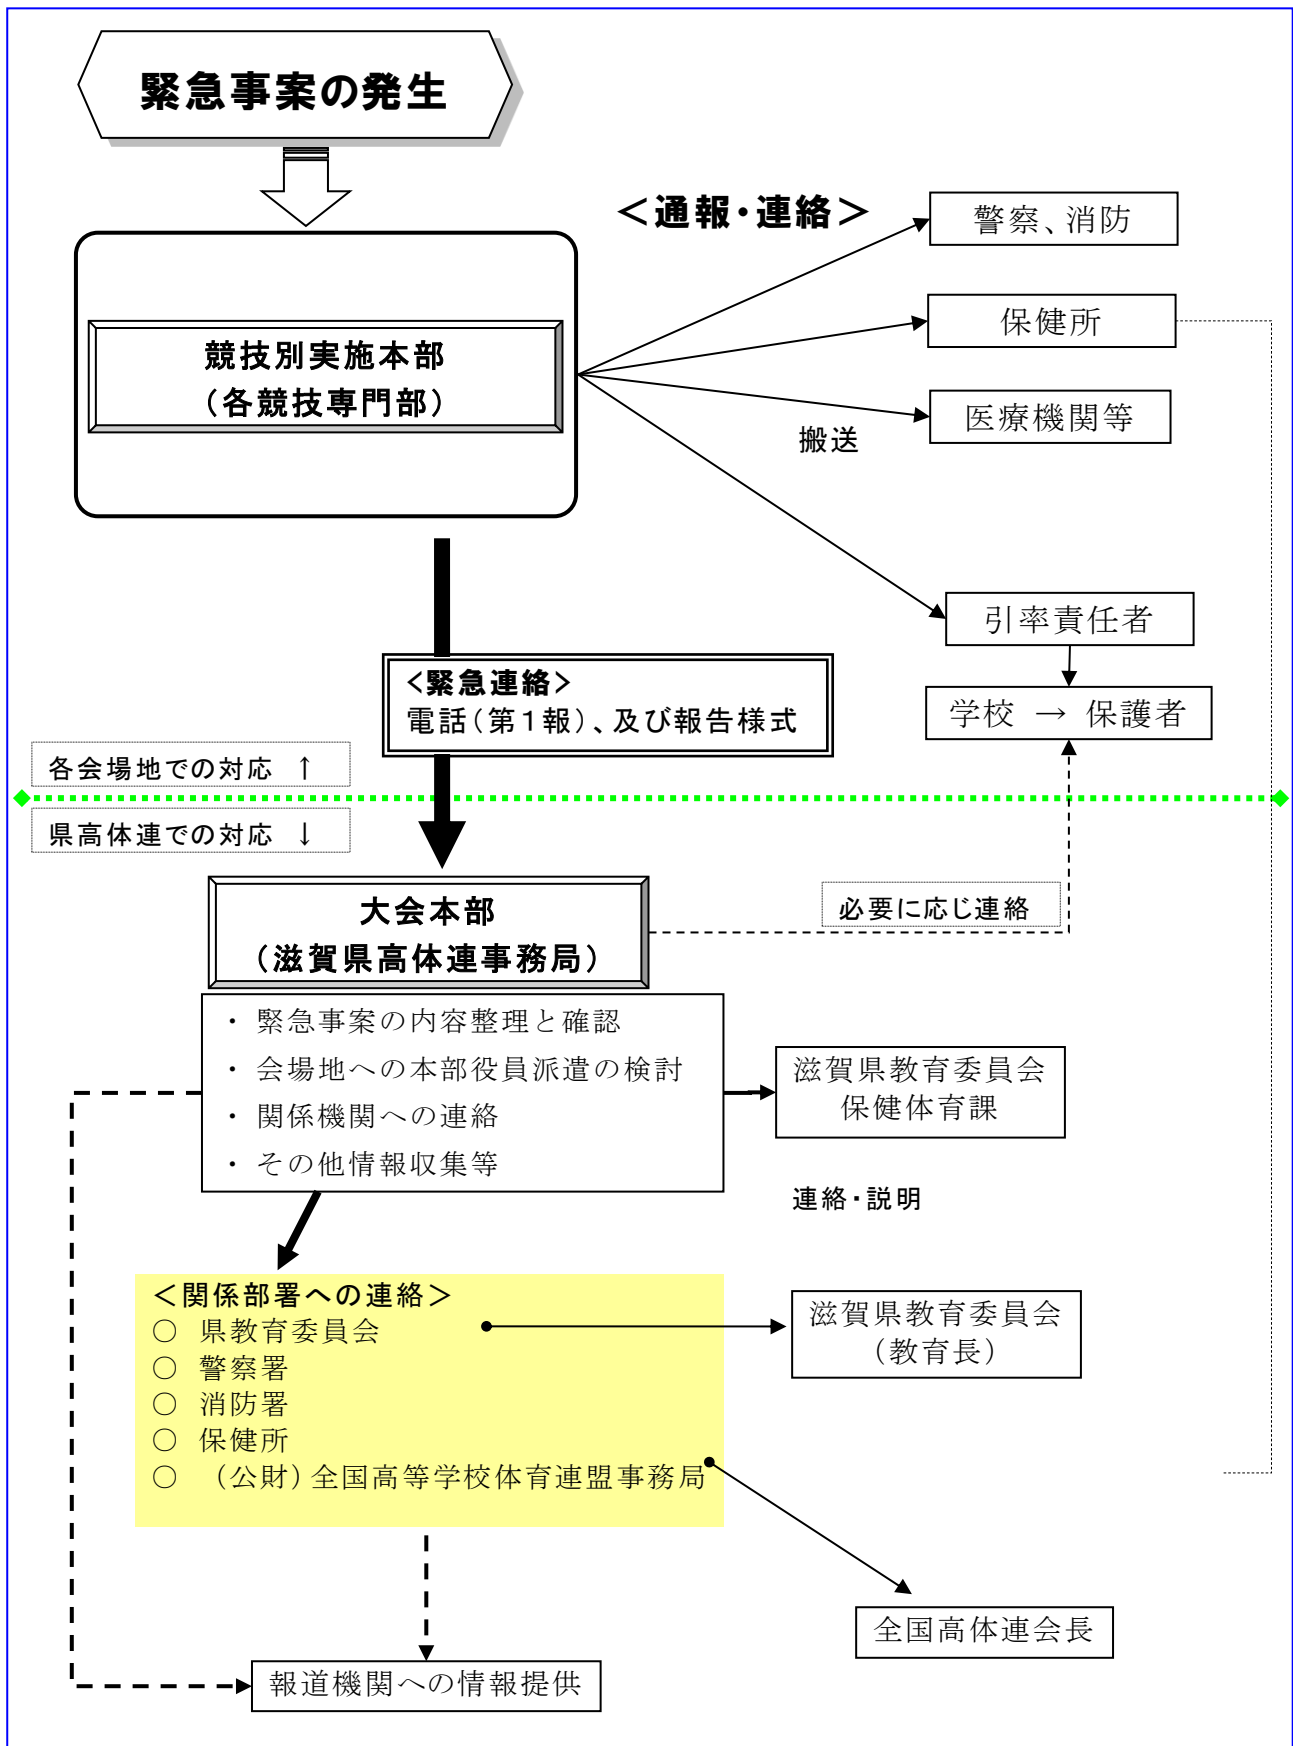 緊急事案の発生
＜通報・連絡＞
警察、消防
保健所
競技別実施本部
（各競技専門部）
医療機関等
搬送
引率責任者
＜緊急連絡＞
電話（第１報）、及び報告様式
学校 → 保護者
各会場地での対応 ↑
県高体連での対応 ↓
大会本部
（滋賀県高体連事務局）
必要に応じ連絡
・ 緊急事案の内容整理と確認
・ 会場地への本部役員派遣の検討
・ 関係機関への連絡
・ その他情報収集等
滋賀県教育委員会
保健体育課
連絡・説明
＜関係部署への連絡＞
○ 県教育委員会
○ 警察署
○ 消防署
○ 保健所
○ （公財）全国高等学校体育連盟事務局
滋賀県教育委員会
（教育長）
全国高体連会長
報道機関への情報提供